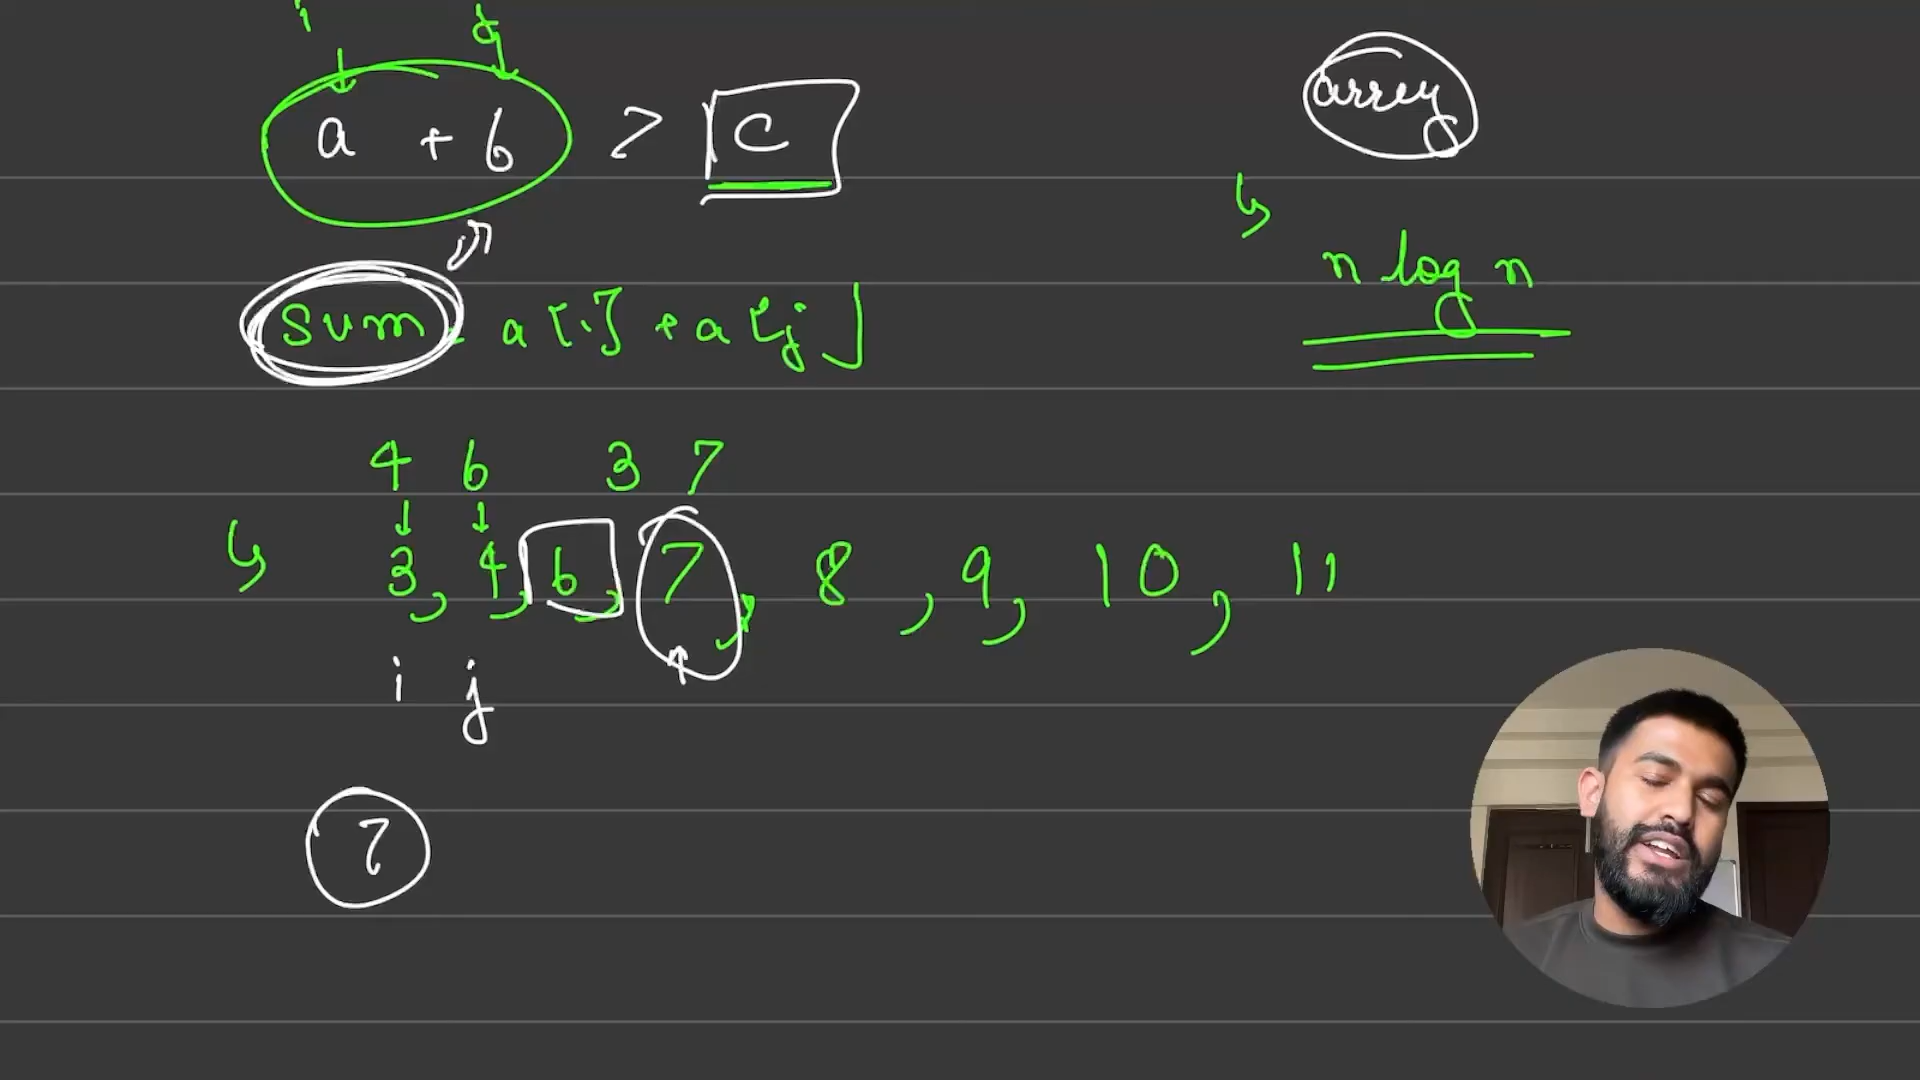 i j
a + b > C
array
n log n
sum = a[i] + a[j]
4 6 3 7
3, 4, 6, 7, 8, 9, 10, 11
i j
7